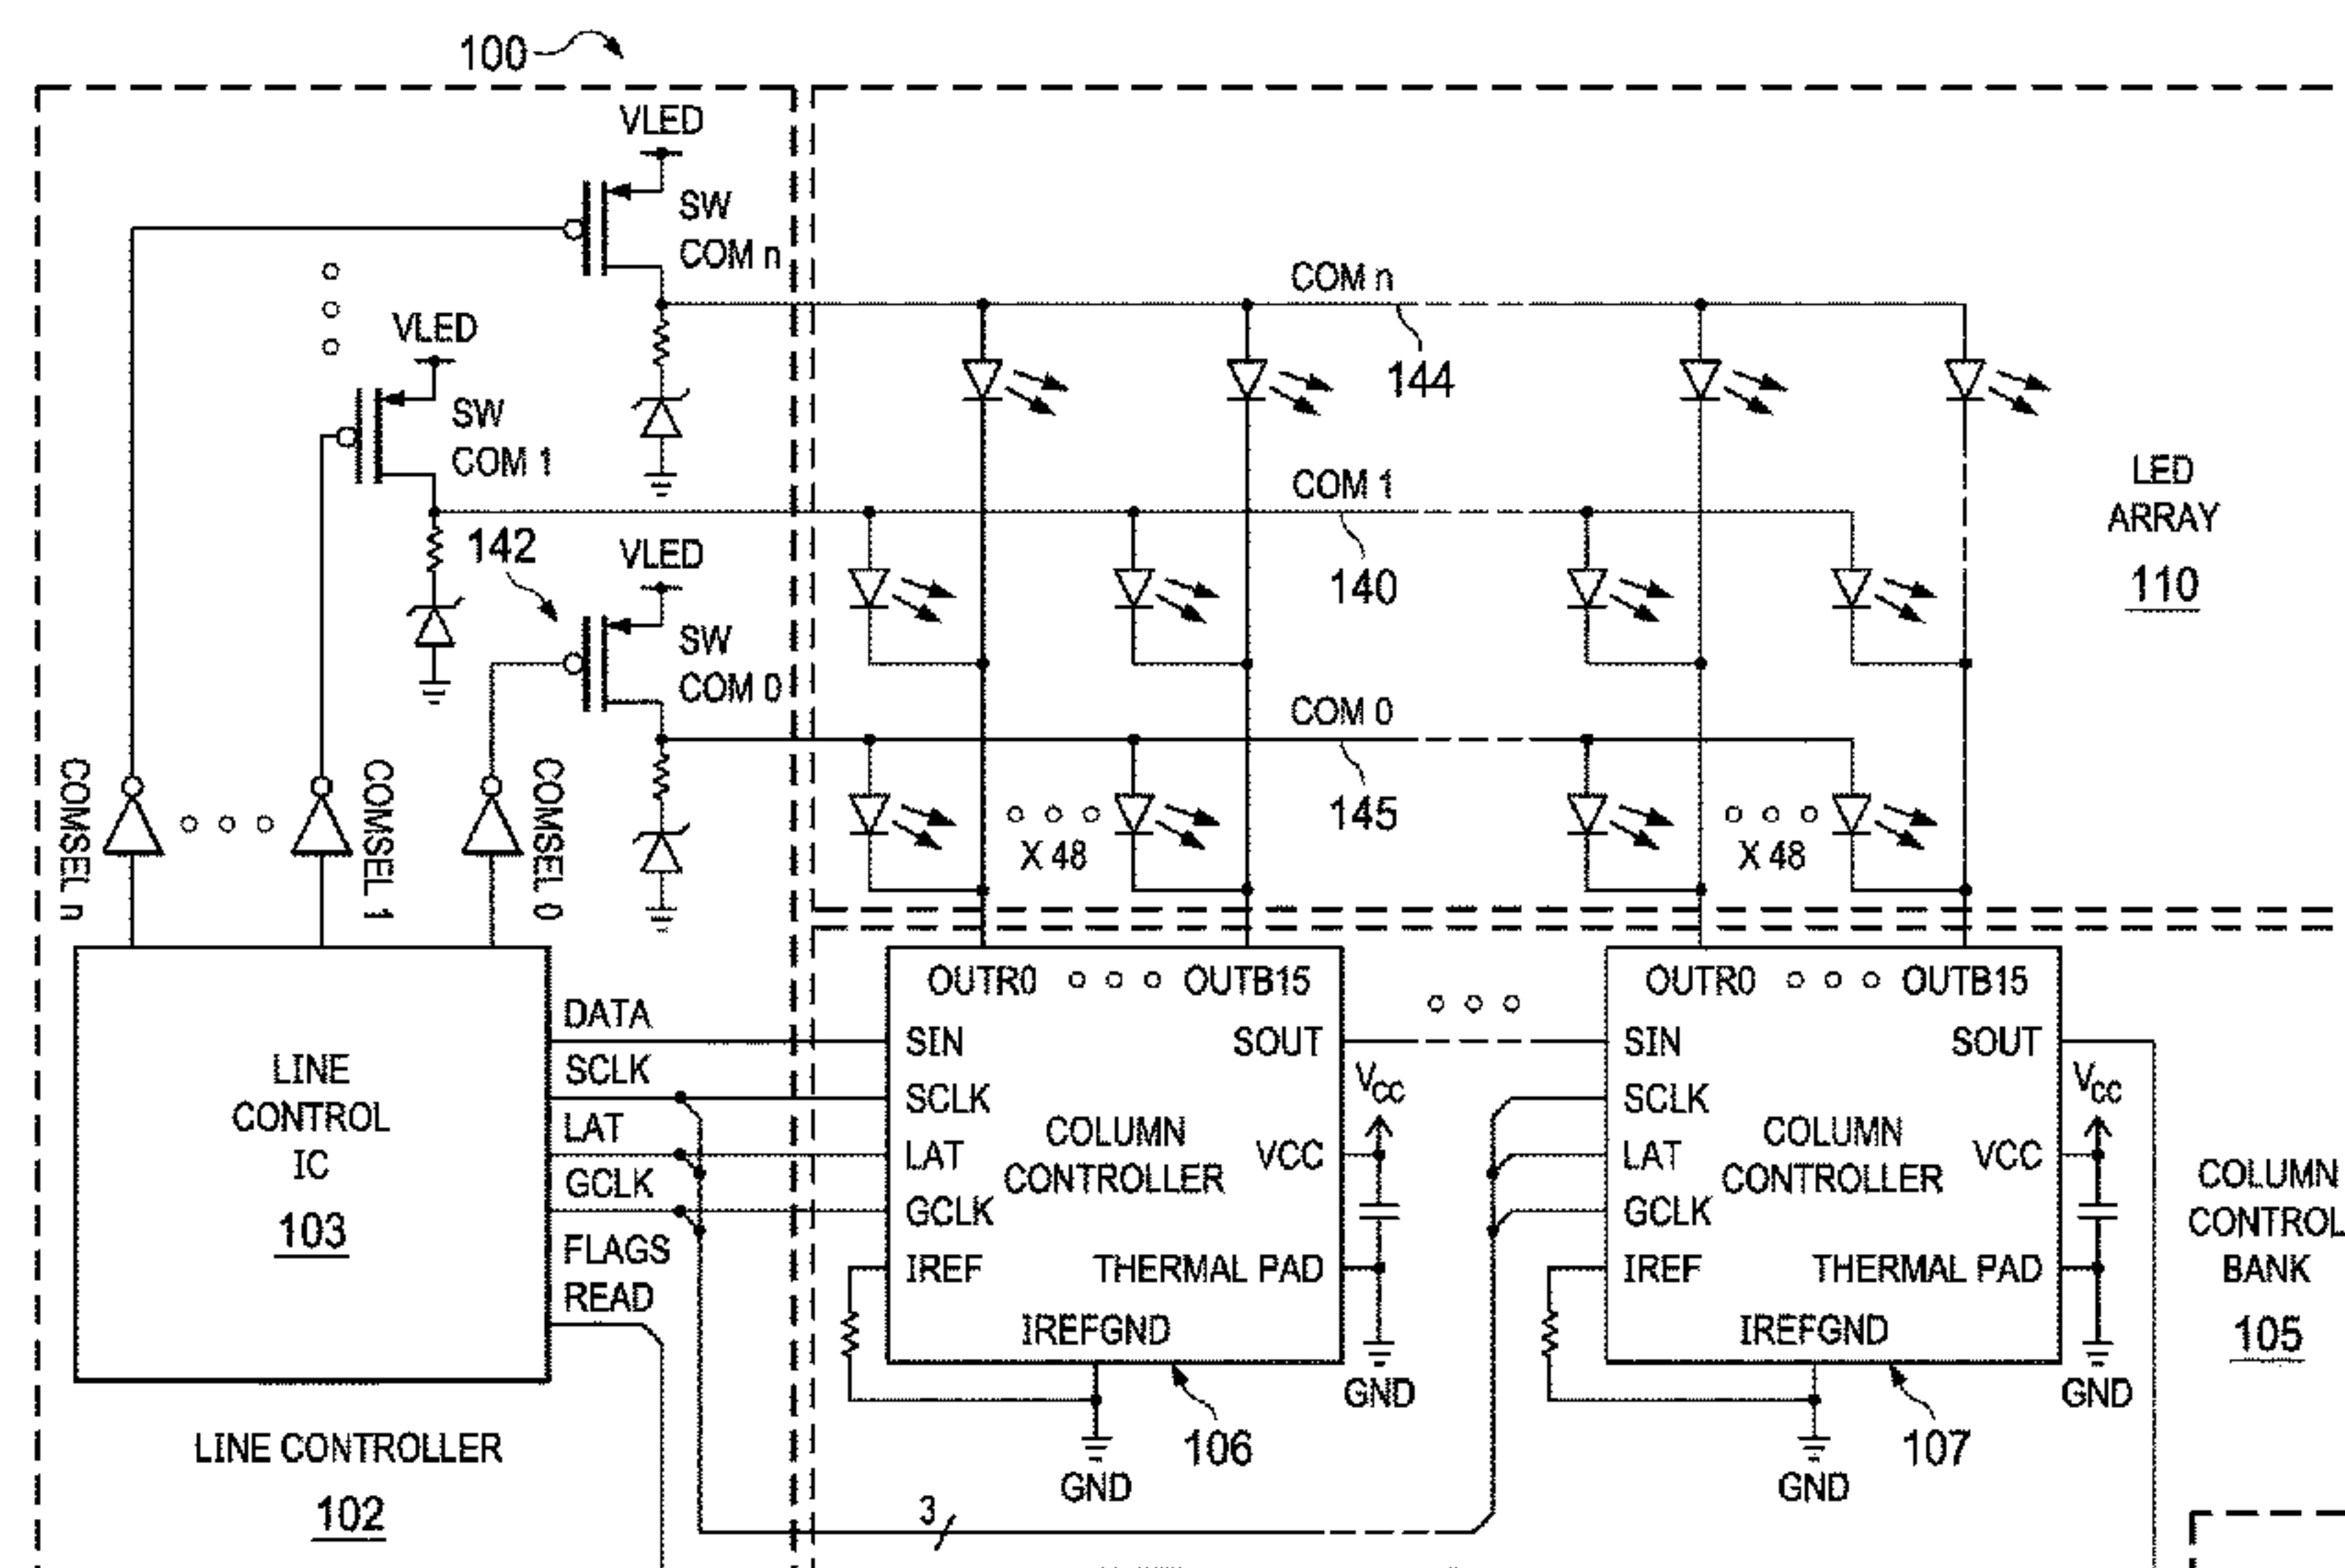 100
VLED
SW
COM n
VLED
SW
COM 1
142
VLED
SW
COM 0
COMSEL n
COMSEL 1
COMSEL 0
COM n
144
COM 1
140
COM 0
145
X 48
X 48
LED
ARRAY
110
LINE
CONTROL
IC
103
DATA
SCLK
LAT
GCLK
FLAGS
READ
LINE CONTROLLER
102
OUTR0
OUTB15
SIN
SOUT
SCLK
LAT
GCLK
IREF
COLUMN
CONTROLLER
VCC
THERMAL PAD
IREFGND
VCC
GND
106
GND
3
OUTR0
OUTB15
SIN
SOUT
SCLK
LAT
GCLK
IREF
COLUMN
CONTROLLER
VCC
THERMAL PAD
IREFGND
VCC
GND
107
GND
COLUMN
CONTROL
BANK
105